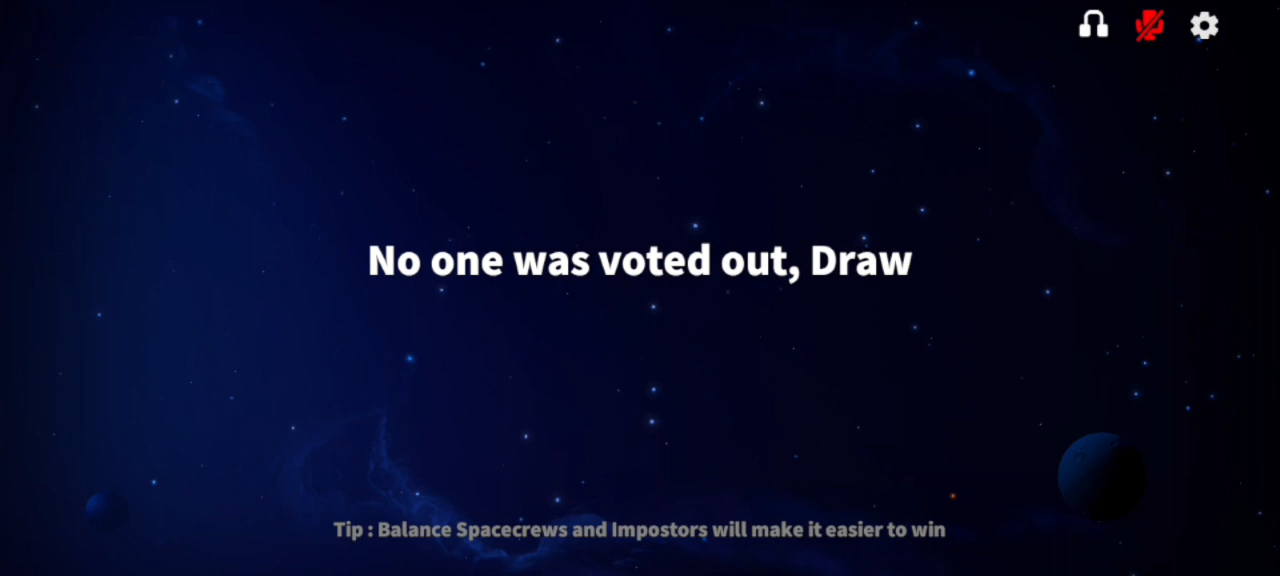 No one was voted out, Draw
Tip : Balance Spacecrews and Impostors will make it easier to win